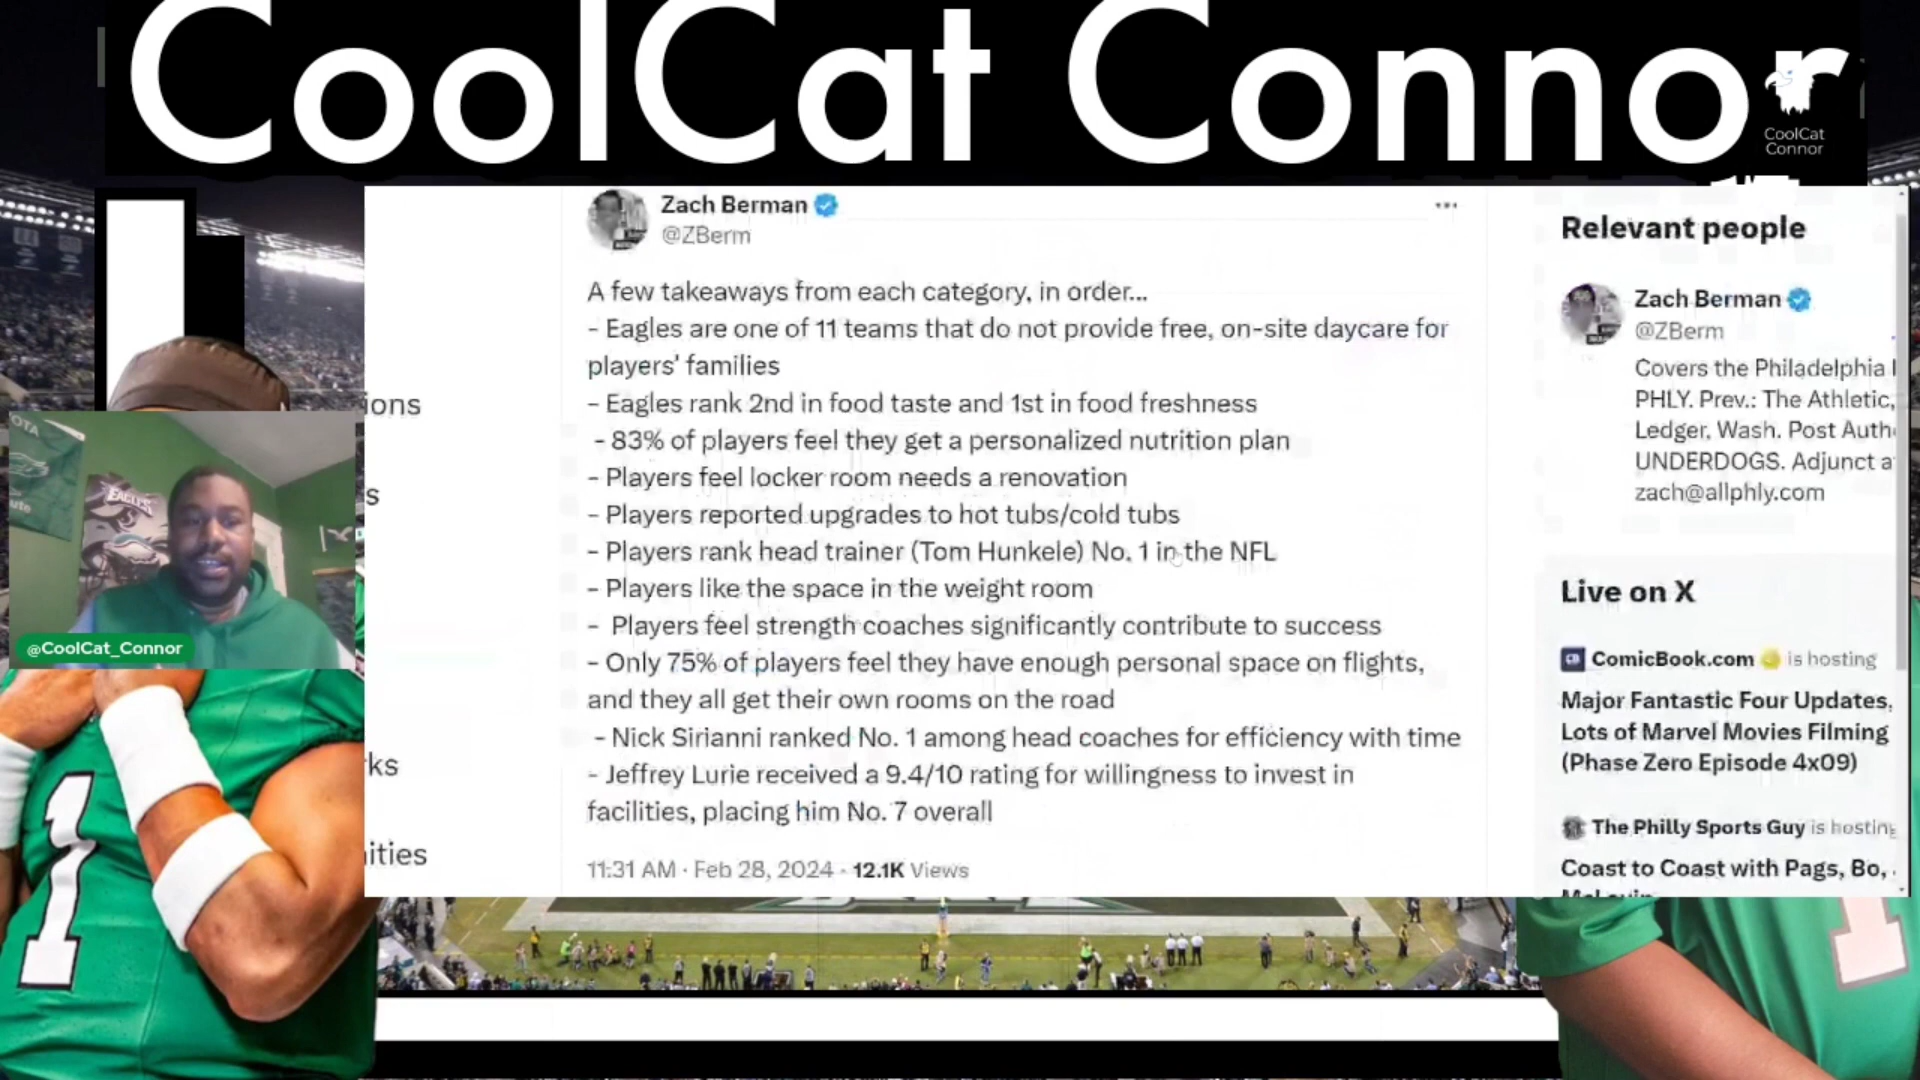 CoolCat Connor
CoolCat
Connor
Zach Berman
@ZBerm
A few takeaways from each category, in order...
- Eagles are one of 11 teams that do not provide free, on-site daycare for
players' families
- Eagles rank 2nd in food taste and 1st in food freshness
- 83% of players feel they get a personalized nutrition plan
- Players feel locker room needs a renovation
- Players reported upgrades to hot tubs/cold tubs
- Players rank head trainer (Tom Hunkele) No. 1 in the NFL
- Players like the space in the weight room
- Players feel strength coaches significantly contribute to success
- Only 75% of players feel they have enough personal space on flights,
and they all get their own rooms on the road
- Nick Sirianni ranked No. 1 among head coaches for efficiency with time
- Jeffrey Lurie received a 9.4/10 rating for willingness to invest in
facilities, placing him No. 7 overall
11:31 AM · Feb 28, 2024 · 12.1K Views
Relevant people
Zach Berman
@ZBerm
Covers the Philadelphia
PHLY. Prev.: The Athletic,
Ledger, Wash. Post Auth
UNDERDOGS. Adjunct a
zach@allphly.com
Live on X
ComicBook.com is hosting
Major Fantastic Four Updates,
Lots of Marvel Movies Filming
(Phase Zero Episode 4x09)
The Philly Sports Guy is hosting
Coast to Coast with Pags, Bo,
ions
s
rks
ities
EAGLES
@CoolCat_Connor
1
1